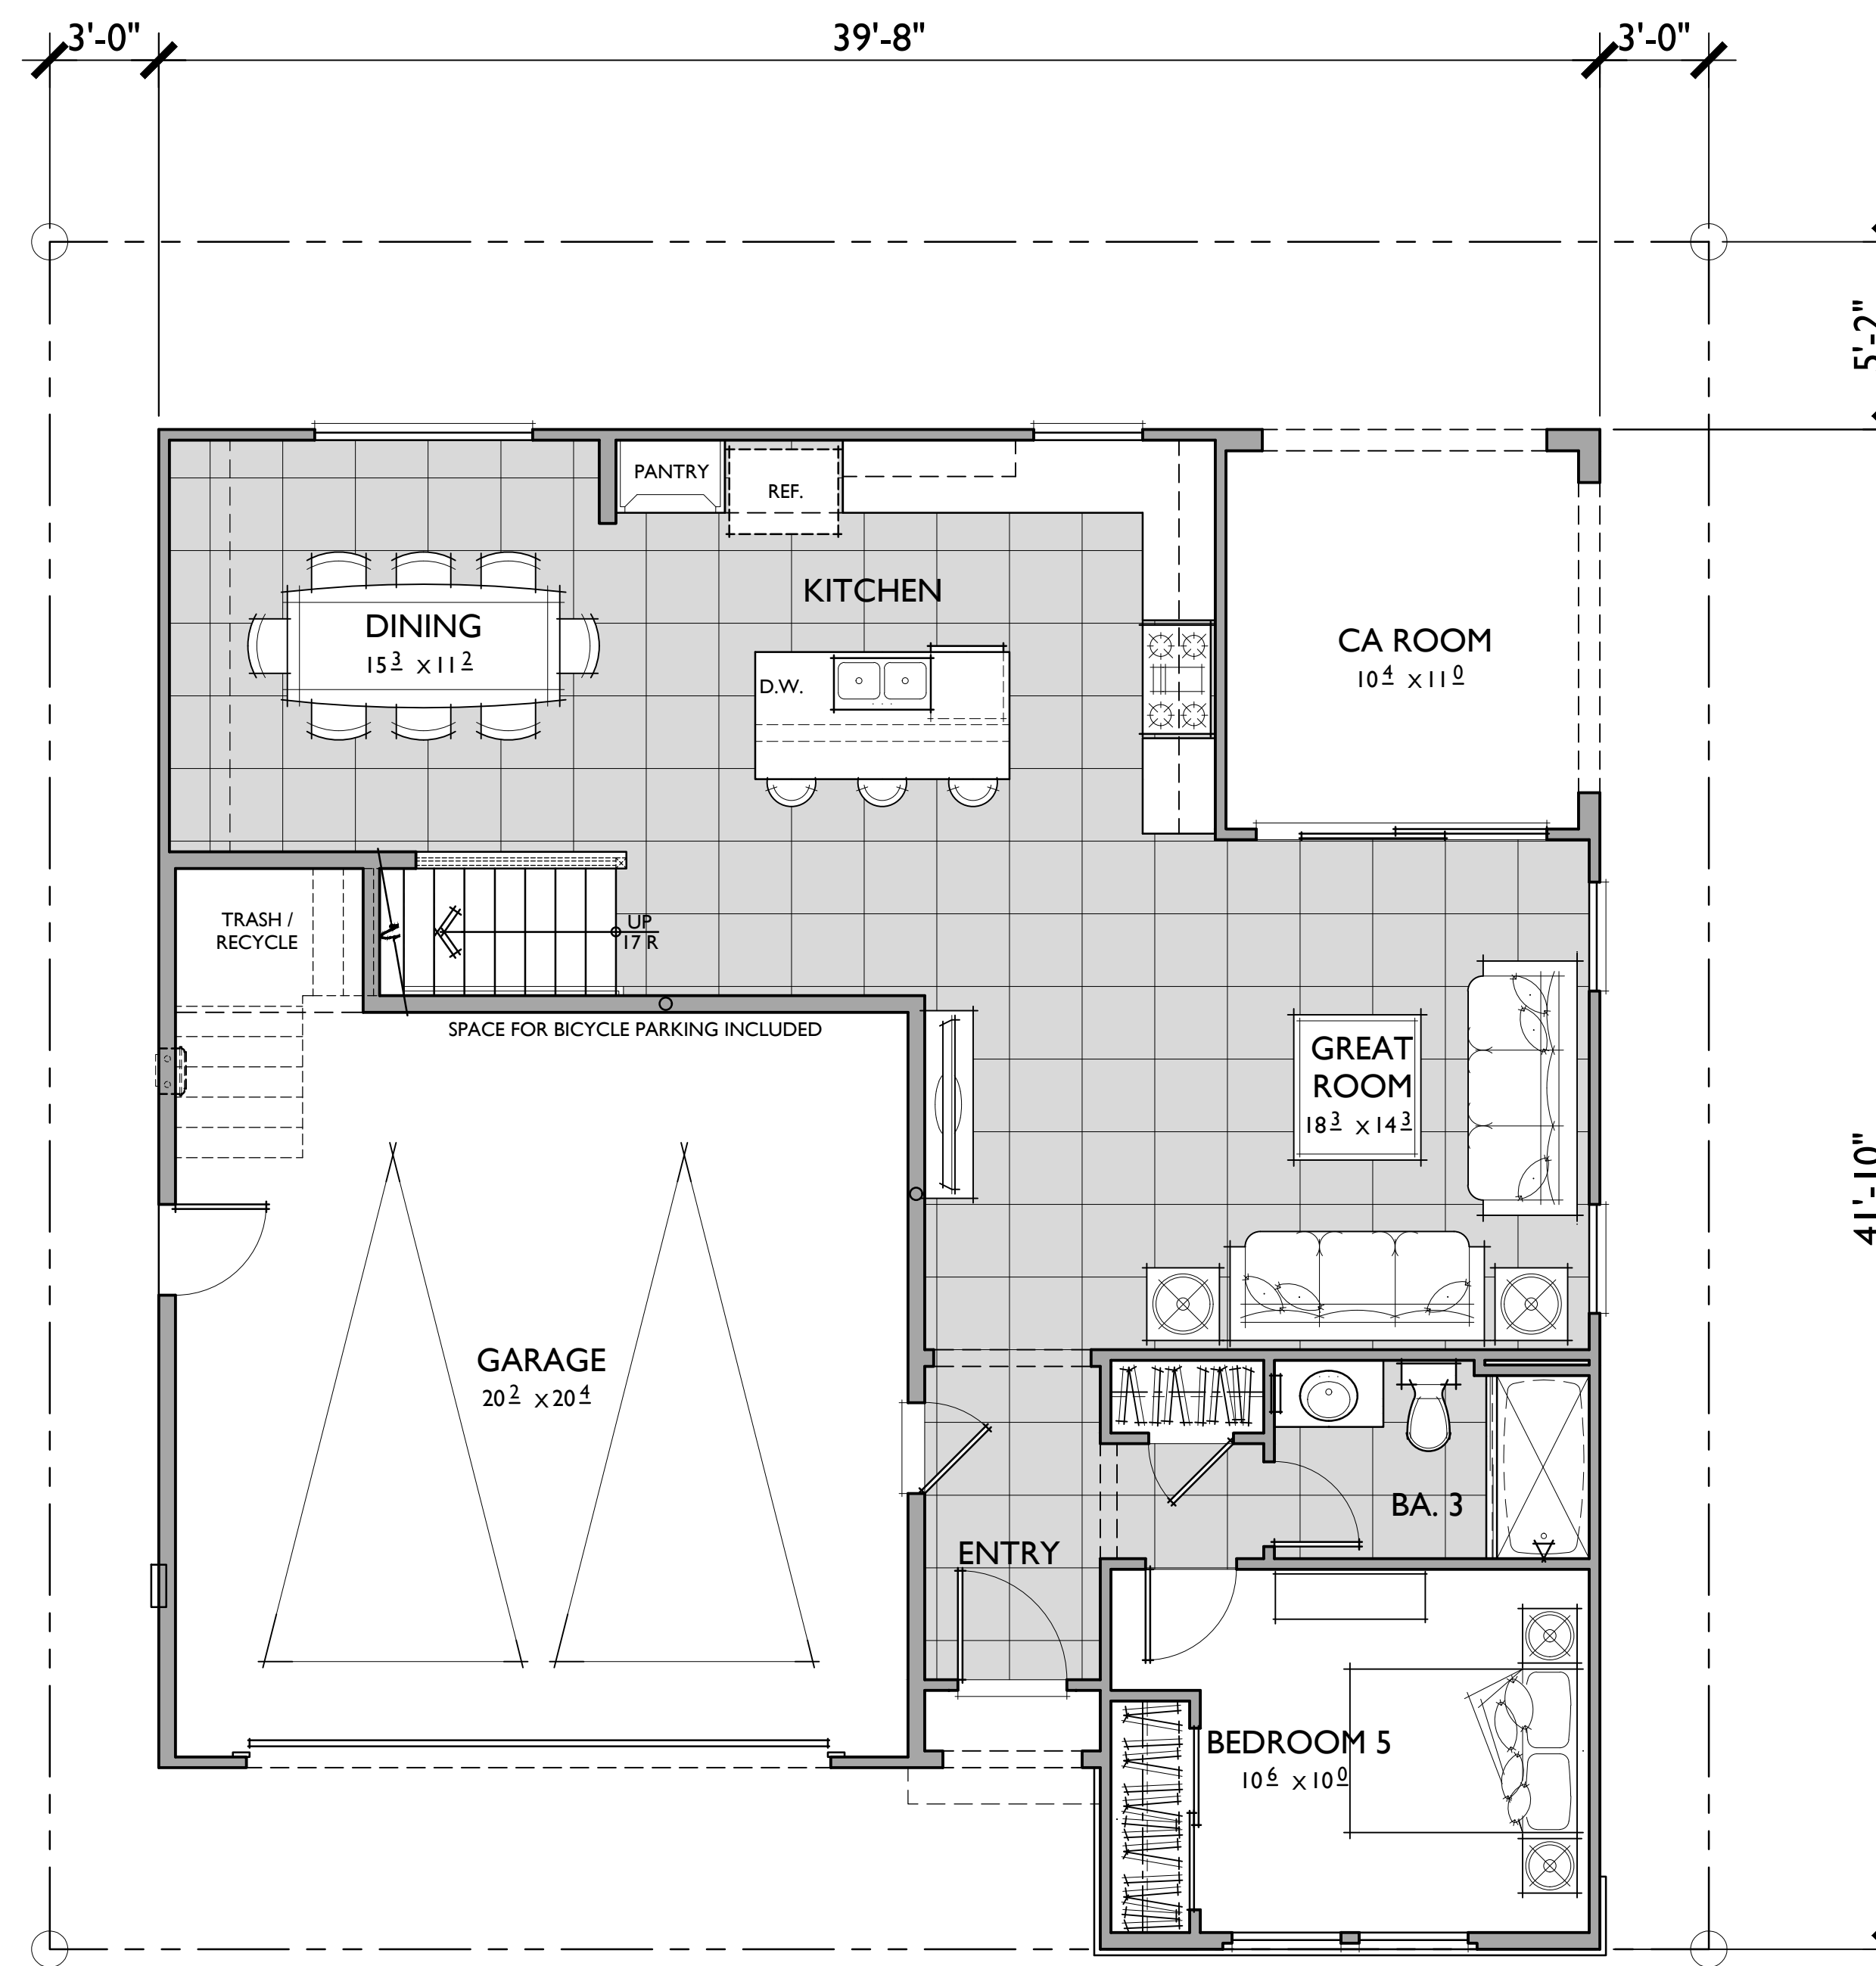 3'-0" 39'-8" 3'-0"
5'-2"
PANTRY
REF.
KITCHEN
DINING
15 3 x 11 2
D.W.
CA ROOM
10 4 x 11 0
TRASH /
RECYCLE
UP
17 R
SPACE FOR BICYCLE PARKING INCLUDED
GREAT
ROOM
18 3 x 14 3
41'-10"
GARAGE
20 2 x 20 4
BA. 3
ENTRY
BEDROOM 5
10 6 x 10 0